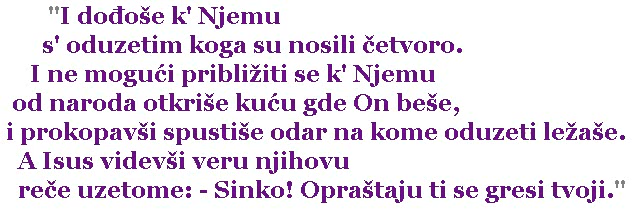 "I dođoše k' Njemu
s' oduzetim koga su nosili četvoro.
I ne mogući približiti se k' Njemu
od naroda otkriše kuću gde On beše,
i prokopavši spustiše odar na kome oduzeti ležaše.
A Isus videvši veru njihovu
reče uzetome: - Sinko! Opraštaju ti se gresi tvoji."